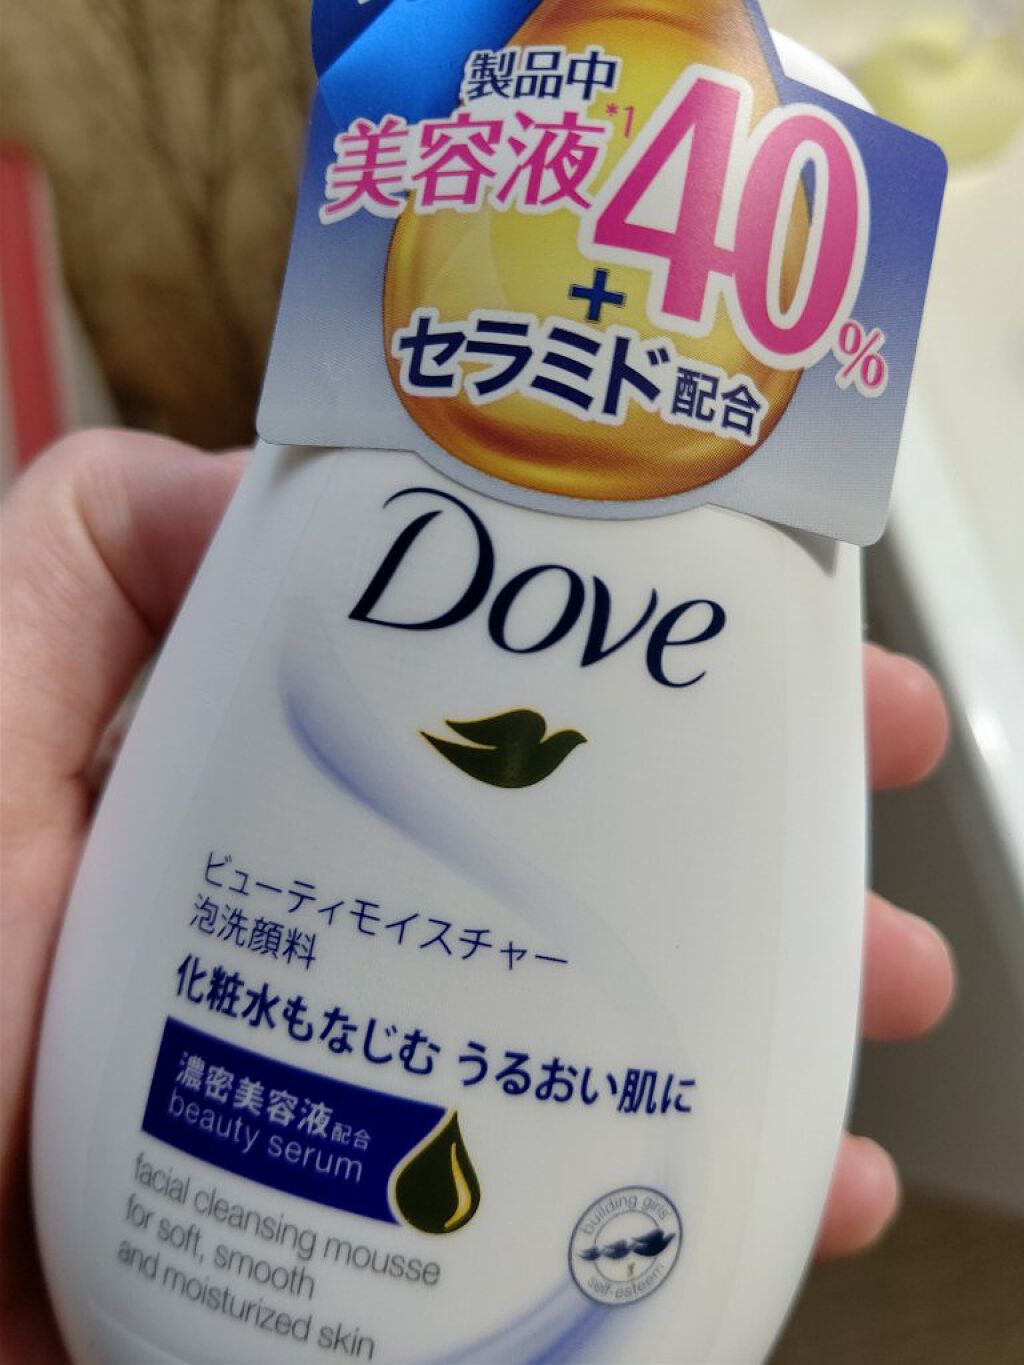 製品中
美容液*1 40%
+
セラミド配合
Dove
ビューティモイスチャー
泡洗顔料
化粧水もなじむ うるおい肌に
濃密美容液配合
beauty serum
facial cleansing mousse
for soft, smooth
and moisturized skin
building girls
self-esteem